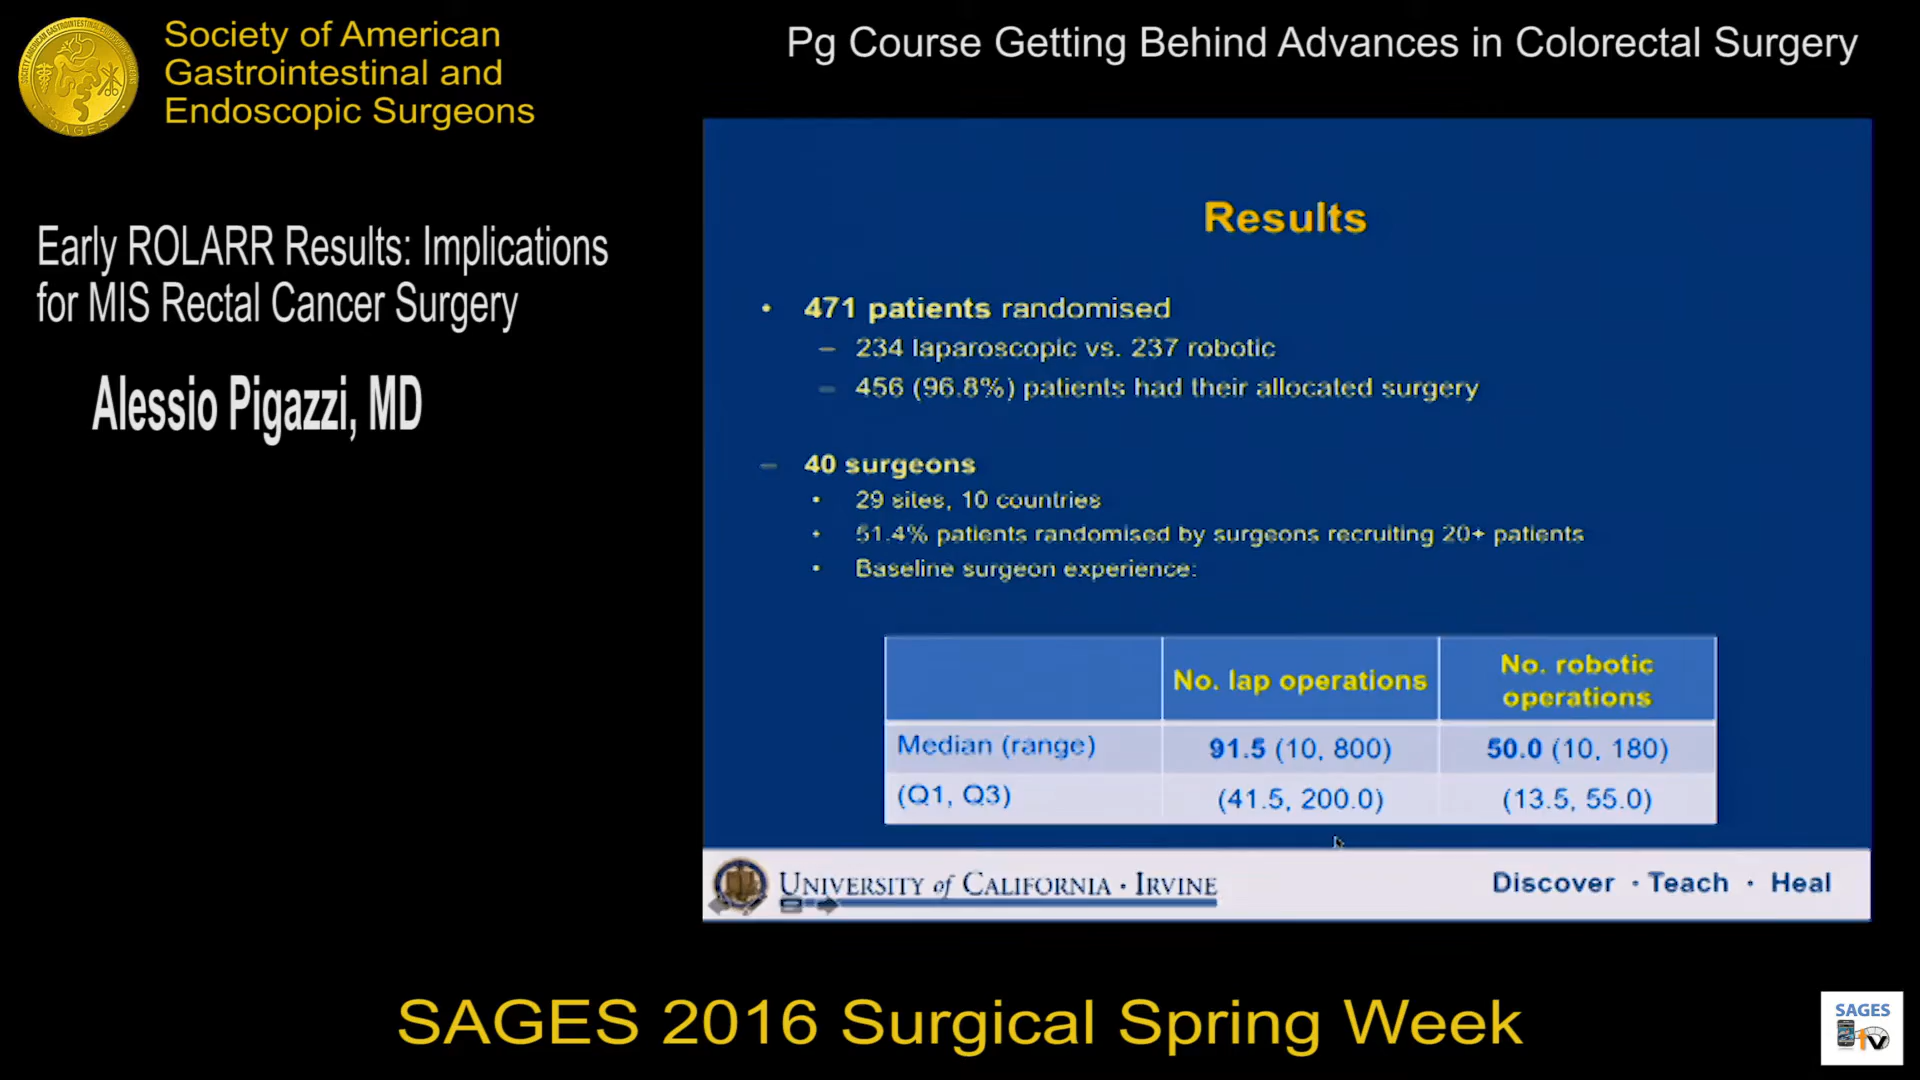 Society of American
Gastrointestinal and
Endoscopic Surgeons
Pg Course Getting Behind Advances in Colorectal Surgery
Early ROLARR Results: Implications
for MIS Rectal Cancer Surgery
Alessio Pigazzi, MD
Results
• 471 patients randomised
– 234 laparoscopic vs. 237 robotic
– 456 (96.8%) patients had their allocated surgery
– 40 surgeons
• 29 sites, 10 countries
• 51.4% patients randomised by surgeons recruiting 20+ patients
• Baseline surgeon experience:
No. lap operations
No. robotic
operations
Median (range) 91.5 (10, 800) 50.0 (10, 180)
(Q1, Q3) (41.5, 200.0) (13.5, 55.0)
UNIVERSITY of CALIFORNIA · IRVINE
Discover · Teach · Heal
SAGES 2016 Surgical Spring Week
SAGES
tv
SAGES